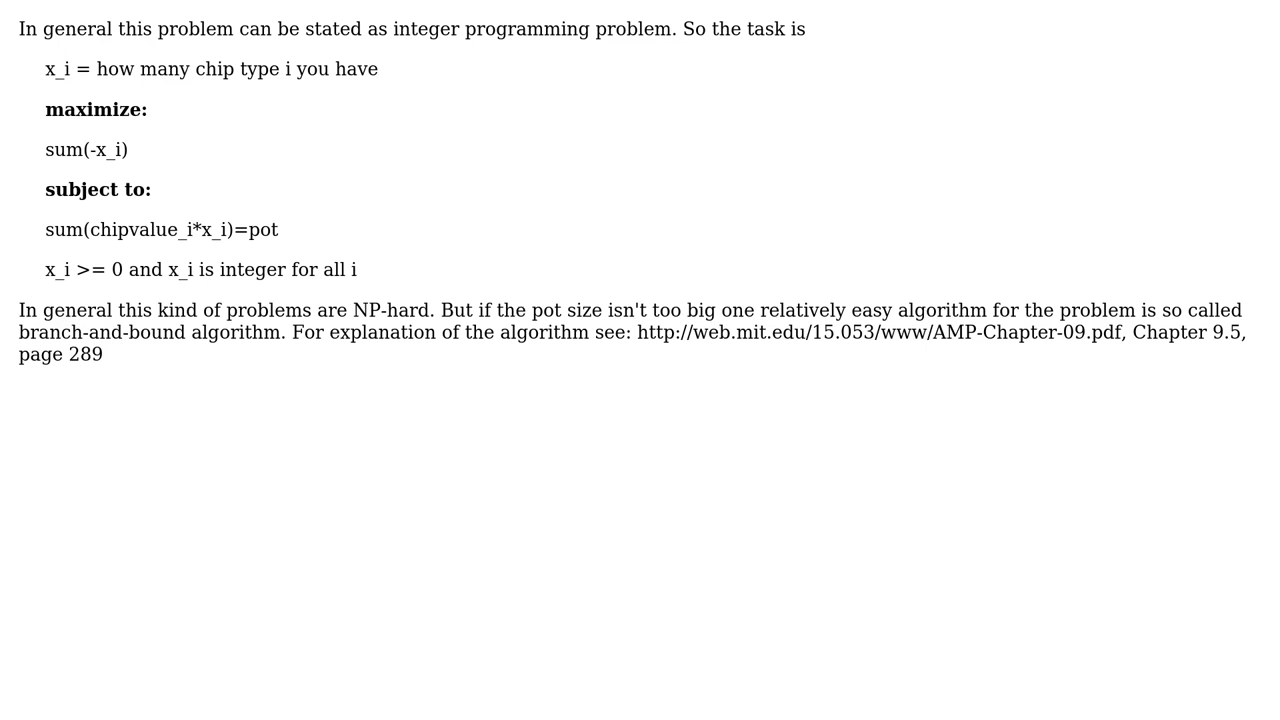 In general this problem can be stated as integer programming problem. So the task is
x_i = how many chip type i you have
maximize:
sum(-x_i)
subject to:
sum(chipvalue_i*x_i)=pot
x_i >= 0 and x_i is integer for all i
In general this kind of problems are NP-hard. But if the pot size isn't too big one relatively easy algorithm for the problem is so called
branch-and-bound algorithm. For explanation of the algorithm see: http://web.mit.edu/15.053/www/AMP-Chapter-09.pdf, Chapter 9.5,
page 289